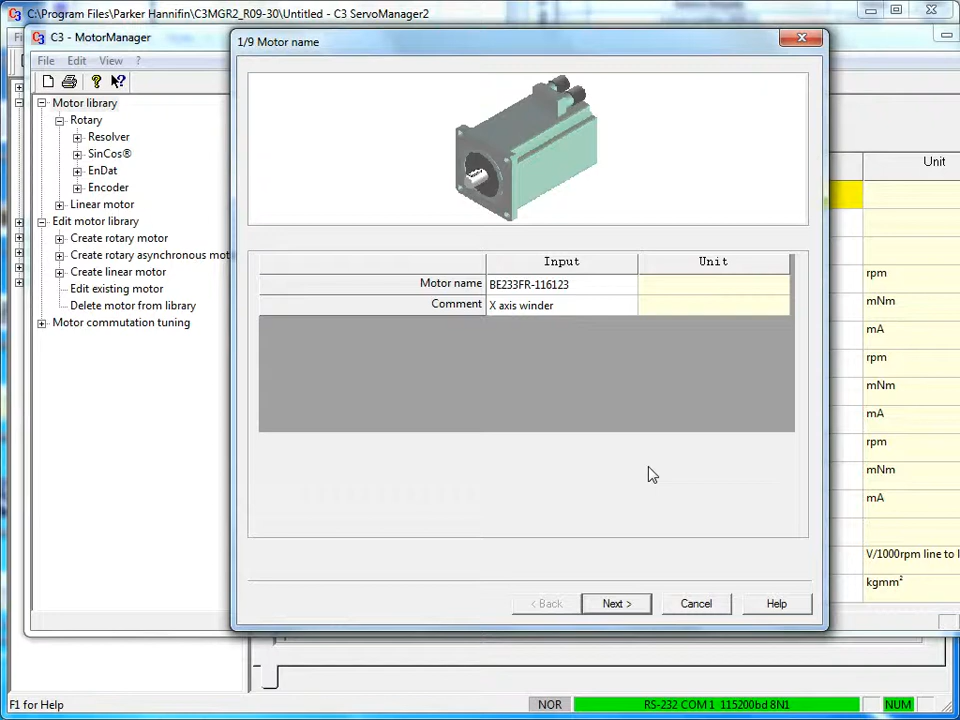 C:\Program Files\Parker Hannifin\C3MGR2_R09-30\Untitled - C3 ServoManager2
C3 - MotorManager
File Edit View ?
1/9 Motor name
Motor library
Rotary
Resolver
SinCos®
EnDat
Encoder
Linear motor
Edit motor library
Create rotary motor
Create rotary asynchronous mot
Create linear motor
Edit existing motor
Delete motor from library
Motor commutation tuning
Input Unit
Motor name BE233FR-116123
Comment X axis winder
< Back Next > Cancel Help
Unit
rpm
mNm
mA
rpm
mNm
mA
rpm
mNm
mA
V/1000rpm line to l
kgmm²
F1 for Help NOR RS-232 COM 1 115200bd 8N1 NUM